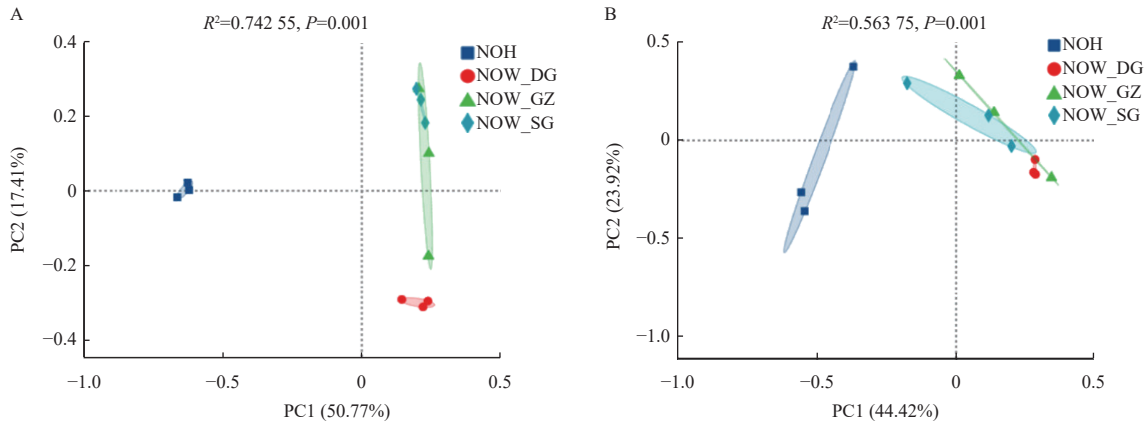 A
R²=0.742 55, P=0.001
NOH
NOW_DG
NOW_GZ
NOW_SG
0.4
0.2
0
−0.2
−0.4
PC2 (17.41%)
−1.0
−0.5
0
0.5
PC1 (50.77%)
B
R²=0.563 75, P=0.001
NOH
NOW_DG
NOW_GZ
NOW_SG
0.5
0
−0.5
−1.0
PC2 (23.92%)
−1.0
−0.5
0
0.5
PC1 (44.42%)